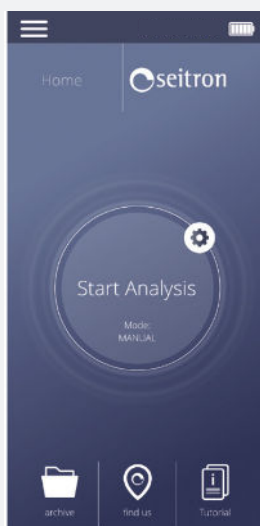 Home
seitron
Start Analysis
Mode:
MANUAL
archive
find us
Tutorial